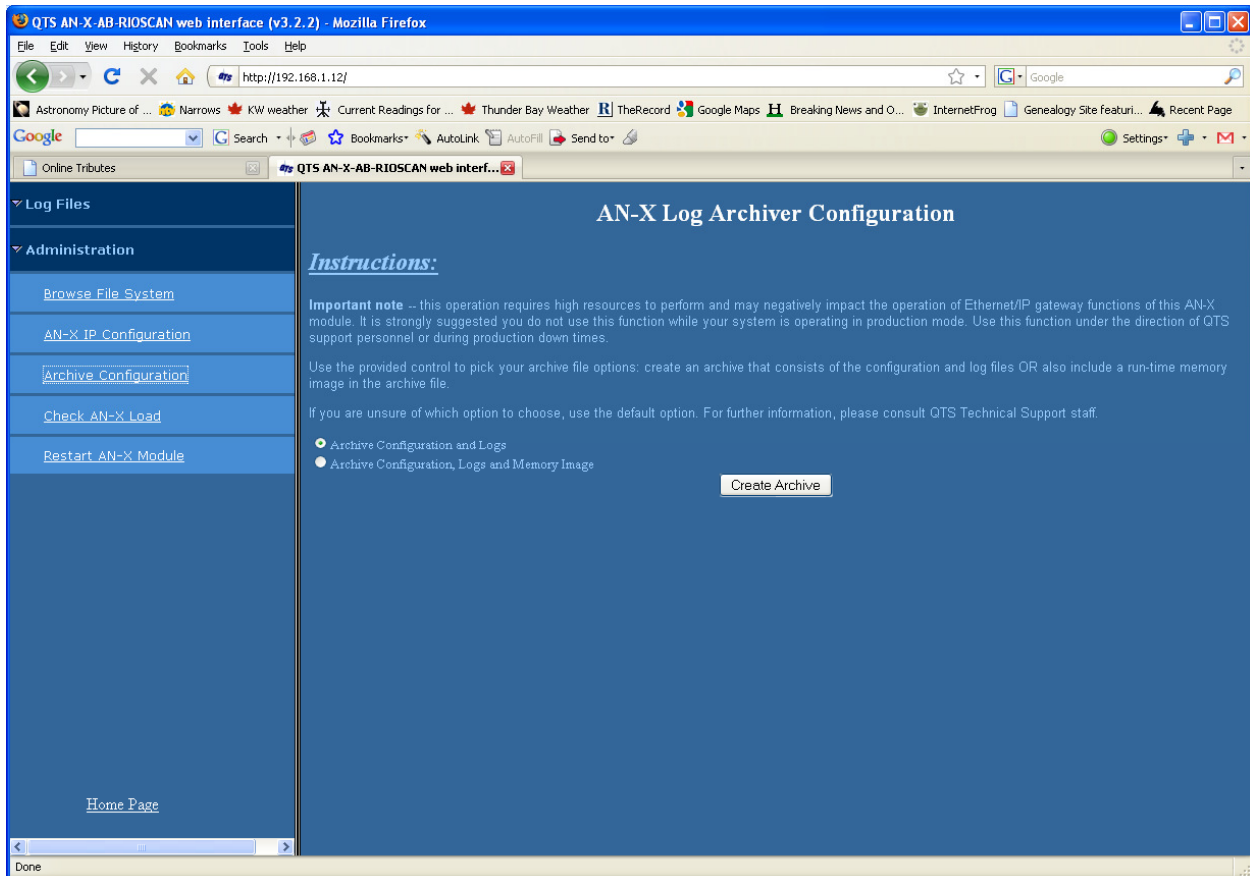 QTS AN-X-AB-RIOSCAN web interface (v3.2.2) - Mozilla Firefox
File Edit View History Bookmarks Tools Help
qts http://192.168.1.12/
G Google
Astronomy Picture of ... Narrows KW weather Current Readings for ... Thunder Bay Weather R TheRecord Google Maps H Breaking News and O... InternetFrog Genealogy Site featuri... Recent Page
Google G Search Bookmarks AutoLink AutoFill Send to Settings
Online Tributes qts QTS AN-X-AB-RIOSCAN web interf...
Log Files
Administration
Browse File System
AN-X IP Configuration
Archive Configuration
Check AN-X Load
Restart AN-X Module
Home Page
AN-X Log Archiver Configuration
Instructions:
Important note -- this operation requires high resources to perform and may negatively impact the operation of Ethernet/IP gateway functions of this AN-X
module. It is strongly suggested you do not use this function while your system is operating in production mode. Use this function under the direction of QTS
support personnel or during production down times.
Use the provided control to pick your archive file options: create an archive that consists of the configuration and log files OR also include a run-time memory
image in the archive file.
If you are unsure of which option to choose, use the default option. For further information, please consult QTS Technical Support staff.
Archive Configuration and Logs
Archive Configuration, Logs and Memory Image
Create Archive
Done